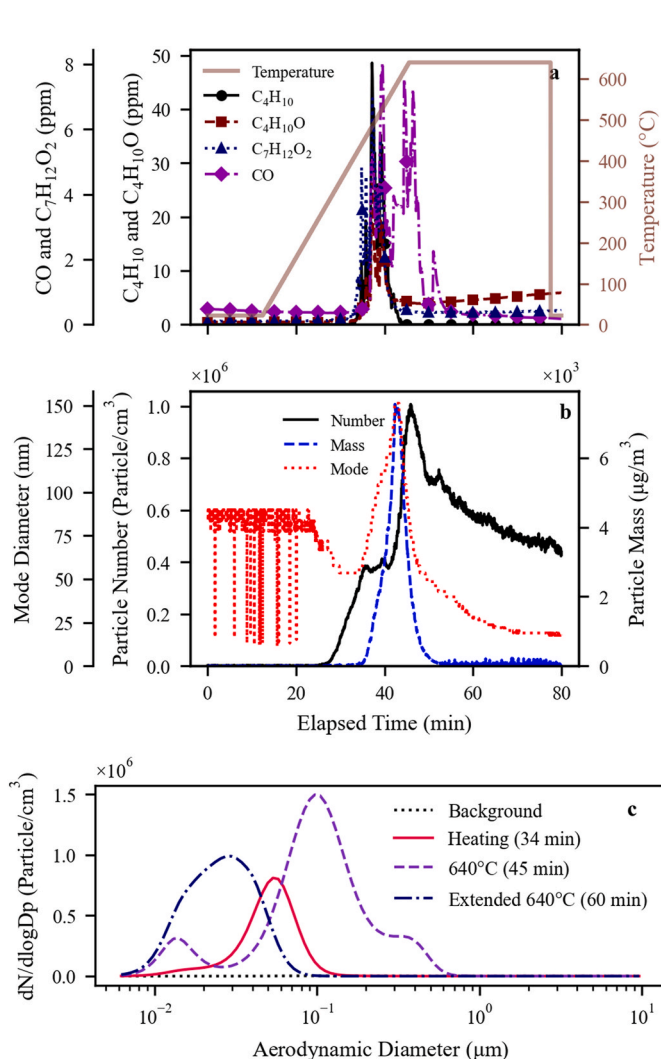 CO and C₇H₁₂O₂ (ppm)
8
6
4
2
0
C₄H₁₀ and C₄H₁₀O (ppm)
50
40
30
20
10
0
a
Temperature
C₄H₁₀
C₄H₁₀O
C₇H₁₂O₂
CO
600
500
400
300
200
100
0
Temperature (°C)
×10⁶
×10³
Mode Diameter (nm)
150
125
100
75
50
25
0
Particle Number (Particle/cm³)
1.0
0.8
0.6
0.4
0.2
0.0
b
Number
Mass
Mode
6
4
2
0
Particle Mass (μg/m³)
0
20
40
60
80
Elapsed Time (min)
×10⁶
dN/dlogDp (Particle/cm³)
1.5
1.0
0.5
0.0
c
Background
Heating (34 min)
640°C (45 min)
Extended 640°C (60 min)
10⁻²
10⁻¹
10⁰
10¹
Aerodynamic Diameter (μm)